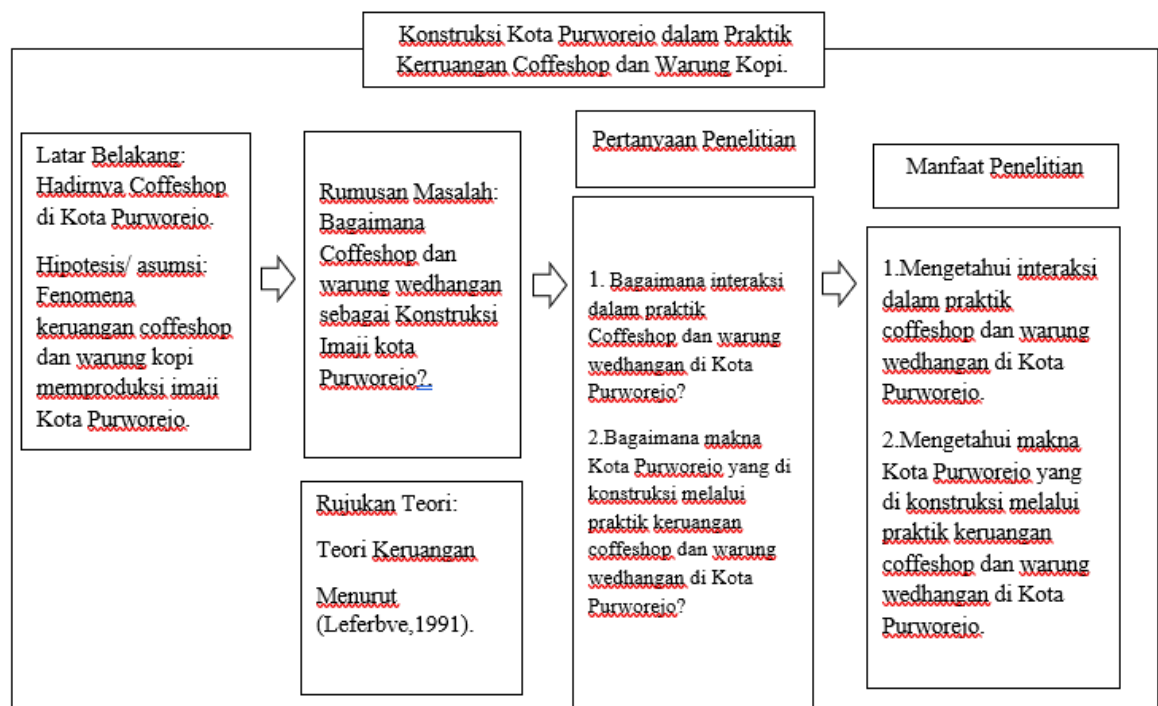 Konstruksi Kota Purworejo dalam Praktik
Kerruangan Coffeshop dan Warung Kopi.
Latar Belakang:
Hadirnya Coffeshop
di Kota Purworejo.
Hipotesis/ asumsi:
Fenomena
keruangan coffeshop
dan warung kopi
memproduksi imaji
Kota Purworejo.
Rumusan Masalah:
Bagaimana
Coffeshop dan
warung wedhangan
sebagai Konstruksi
Imaji kota
Purworejo?.
Rujukan Teori:
Teori Keruangan
Menurut
(Leferbve,1991).
Pertanyaan Penelitian
1. Bagaimana interaksi
dalam praktik
Coffeshop dan warung
wedhangan di Kota
Purworejo?
2.Bagaimana makna
Kota Purworejo yang di
konstruksi melalui
praktik keruangan
coffeshop dan warung
wedhangan di Kota
Purworejo?
Manfaat Penelitian
1.Mengetahui interaksi
dalam praktik
coffeshop dan warung
wedhangan di Kota
Purworejo.
2.Mengetahui makna
Kota Purworejo yang
di konstruksi melalui
praktik keruangan
coffeshop dan warung
wedhangan di Kota
Purworejo.